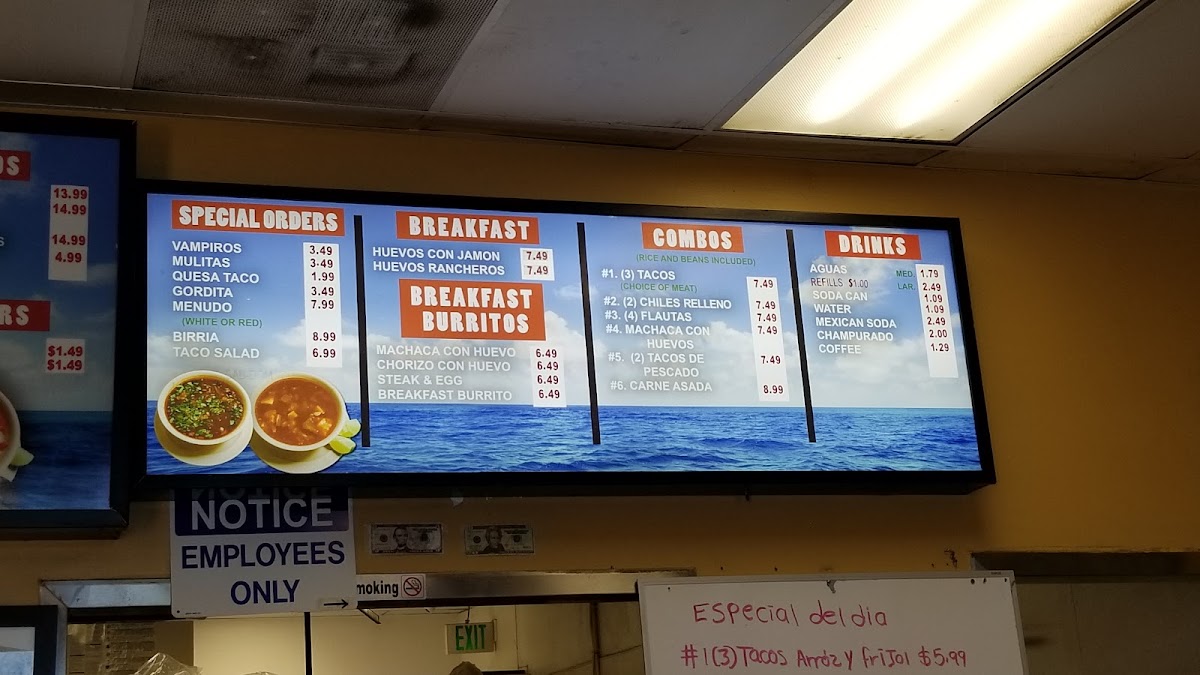 OS
13.99
14.99
14.99
4.99
RS
$1.49
$1.49
SPECIAL ORDERS
VAMPIROS 3.49
MULITAS 3.49
QUESA TACO 1.99
GORDITA 3.49
MENUDO 7.99
(WHITE OR RED)
BIRRIA 8.99
TACO SALAD 6.99
BREAKFAST
HUEVOS CON JAMON 7.49
HUEVOS RANCHEROS 7.49
BREAKFAST
BURRITOS
MACHACA CON HUEVO 6.49
CHORIZO CON HUEVO 6.49
STEAK & EGG 6.49
BREAKFAST BURRITO 6.49
COMBOS
(RICE AND BEANS INCLUDED)
#1. (3) TACOS 7.49
(CHOICE OF MEAT)
#2. (2) CHILES RELLENO 7.49
#3. (4) FLAUTAS 7.49
#4. MACHACA CON 7.49
HUEVOS
#5. (2) TACOS DE 7.49
PESCADO
#6. CARNE ASADA 8.99
DRINKS
AGUAS MED. 1.79
REFILLS $1.00 LAR. 2.49
SODA CAN 1.09
WATER 1.09
MEXICAN SODA 2.49
CHAMPURADO 2.00
COFFEE 1.29
NOTICE
NOTICE
EMPLOYEES
ONLY
moking
EXIT
Especial del dia
#1(3) Tacos Arroz y frijol $5.99